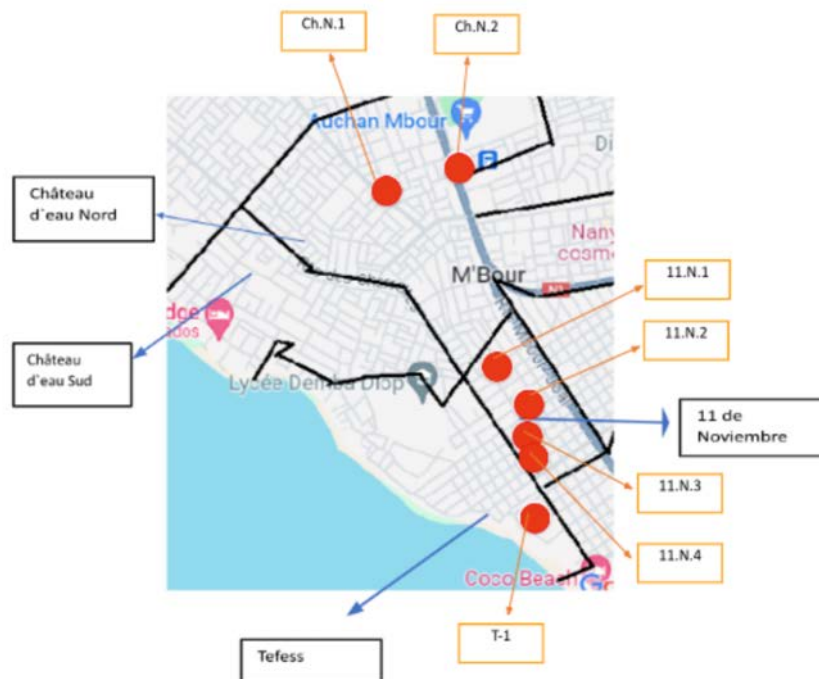 Ch.N.1
Ch.N.2
Auchan Mbour
Château
d'eau Nord
M'Bour
N1
11.N.1
11.N.2
Château
d'eau Sud
Lycée Demba Diop
11 de
Noviembre
11.N.3
11.N.4
Coco Beach
T-1
Tefess